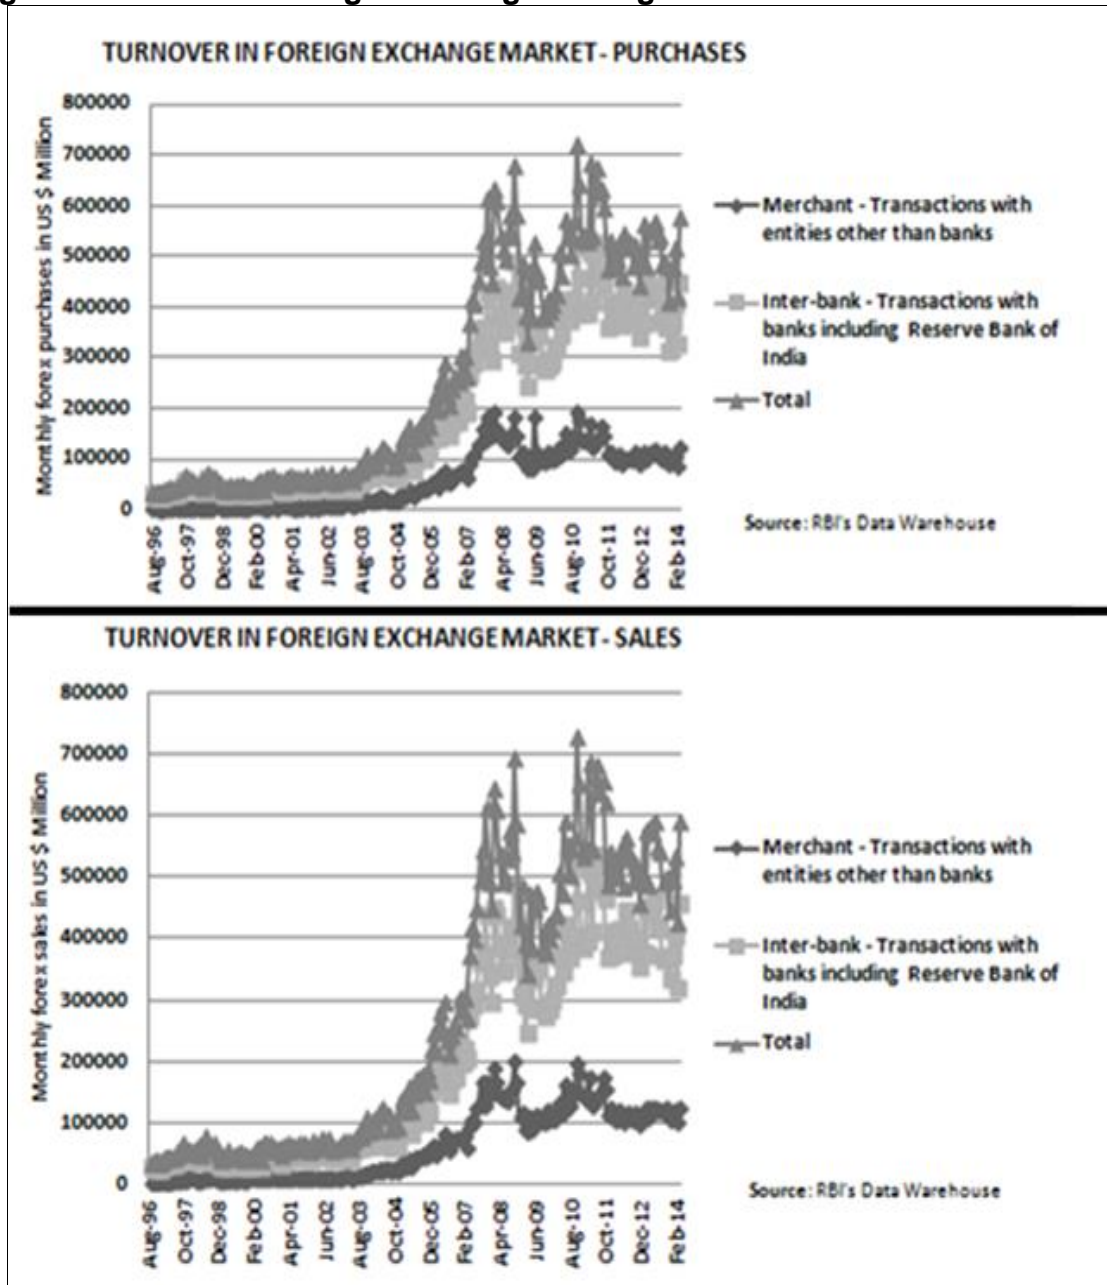 TURNOVER IN FOREIGN EXCHANGE MARKET - PURCHASES
Monthly forex purchases in US $ Million
800000
700000
600000
500000
400000
300000
200000
100000
0
Aug-96
Oct-97
Dec-98
Feb-00
Apr-01
Jun-02
Aug-03
Oct-04
Dec-05
Feb-07
Apr-08
Jun-09
Aug-10
Oct-11
Dec-12
Feb-14
Merchant - Transactions with
entities other than banks
Inter-bank - Transactions with
banks including Reserve Bank of
India
Total
Source: RBI's Data Warehouse
TURNOVER IN FOREIGN EXCHANGE MARKET - SALES
Monthly forex sales in US $ Million
800000
700000
600000
500000
400000
300000
200000
100000
0
Aug-96
Oct-97
Dec-98
Feb-00
Apr-01
Jun-02
Aug-03
Oct-04
Dec-05
Feb-07
Apr-08
Jun-09
Aug-10
Oct-11
Dec-12
Feb-14
Merchant - Transactions with
entities other than banks
Inter-bank - Transactions with
banks including Reserve Bank of
India
Total
Source: RBI's Data Warehouse